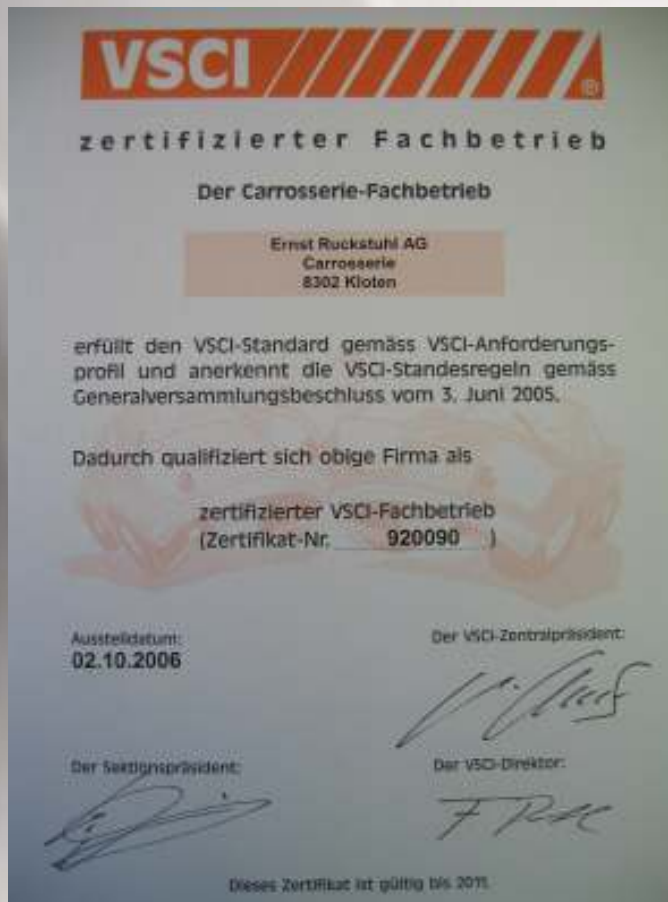 VSCI ®
zertifizierter Fachbetrieb
Der Carrosserie-Fachbetrieb
Ernst Ruckstuhl AG
Carrosserie
8302 Kloten
erfüllt den VSCI-Standard gemäss VSCI-Anforderungs-
profil und anerkennt die VSCI-Standesregeln gemäss
Generalversammlungsbeschluss vom 3. Juni 2005.
Dadurch qualifiziert sich obige Firma als
zertifizierter VSCI-Fachbetrieb
(Zertifikat-Nr. 920090 )
Ausstelldatum:
02.10.2006
Der VSCI-Zentralpräsident:
Der Sektionspräsident:
Der VSCI-Direktor:
Dieses Zertifikat ist gültig bis 2011.